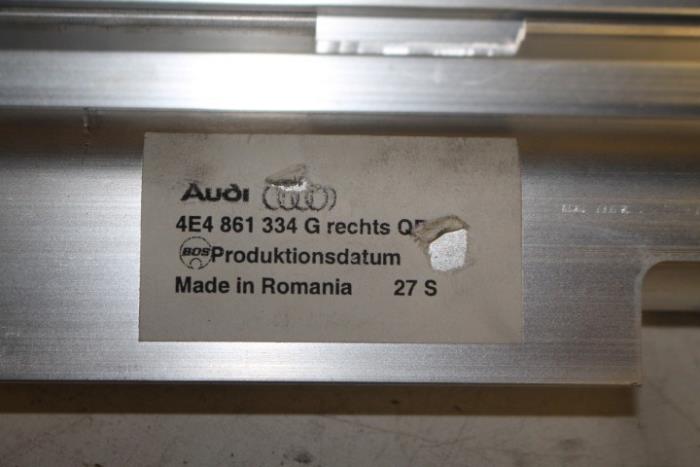 Audi
4E4 861 334 G rechts
BOS Produktionsdatum
Made in Romania 27 S